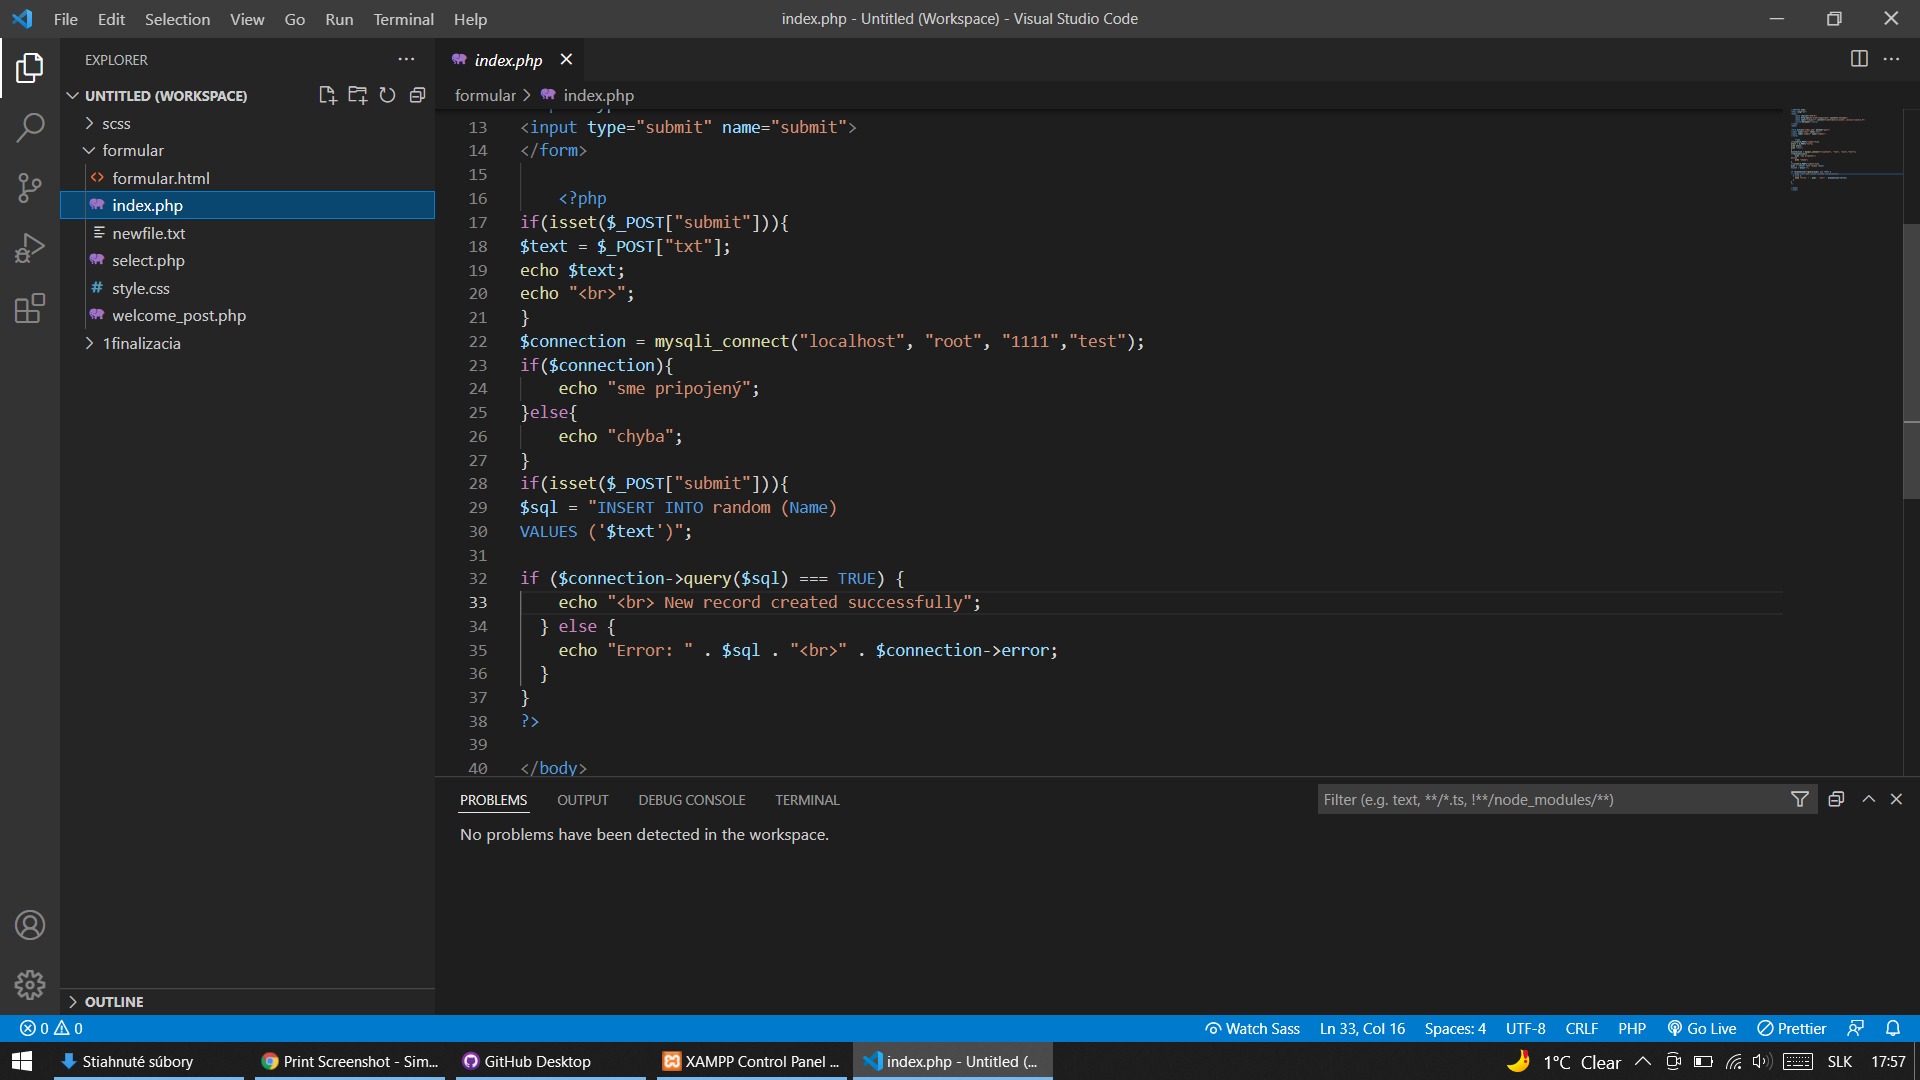 File Edit Selection View Go Run Terminal Help
index.php - Untitled (Workspace) - Visual Studio Code
EXPLORER
UNTITLED (WORKSPACE)
scss
formular
formular.html
index.php
newfile.txt
select.php
style.css
welcome_post.php
1finalizacia
OUTLINE
index.php
formular > index.php
13 <input type="submit" name="submit">
14 </form>
15
16 <?php
17 if(isset($_POST["submit"])){
18 $text = $_POST["txt"];
19 echo $text;
20 echo "<br>";
21 }
22 $connection = mysqli_connect("localhost", "root", "1111","test");
23 if($connection){
24 echo "sme pripojený";
25 }else{
26 echo "chyba";
27 }
28 if(isset($_POST["submit"])){
29 $sql = "INSERT INTO random (Name)
30 VALUES ('$text')";
31
32 if ($connection->query($sql) === TRUE) {
33 echo "<br> New record created successfully";
34 } else {
35 echo "Error: " . $sql . "<br>" . $connection->error;
36 }
37 }
38 ?>
39
40 </body>
PROBLEMS OUTPUT DEBUG CONSOLE TERMINAL
Filter (e.g. text, **/*.ts, !**/node_modules/**)
No problems have been detected in the workspace.
0 0 Watch Sass Ln 33, Col 16 Spaces: 4 UTF-8 CRLF PHP Go Live Prettier
Stiahnuté súbory Print Screenshot - Sim... GitHub Desktop XAMPP Control Panel ... index.php - Untitled (... 1°C Clear SLK 17:57